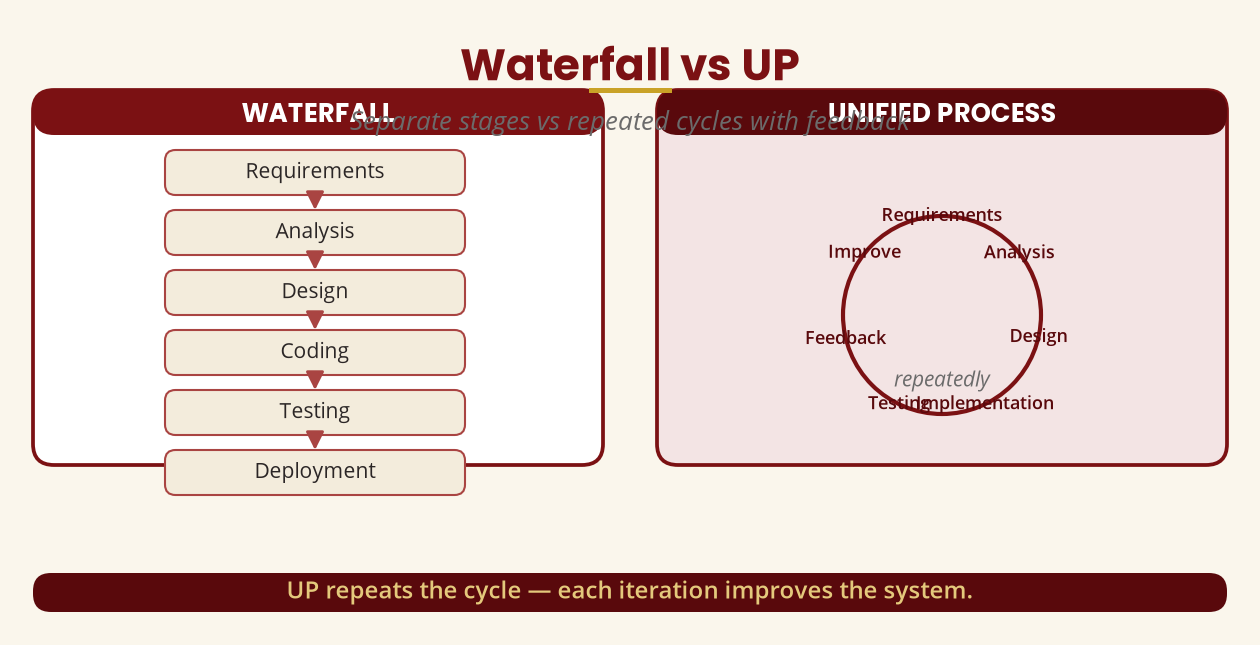 Waterfall vs UP
Separate stages vs repeated cycles with feedback
WATERFALL
Requirements
Analysis
Design
Coding
Testing
Deployment
UNIFIED PROCESS
Requirements
Analysis
Design
Implementation
Testing
Feedback
Improve
repeatedly
UP repeats the cycle — each iteration improves the system.